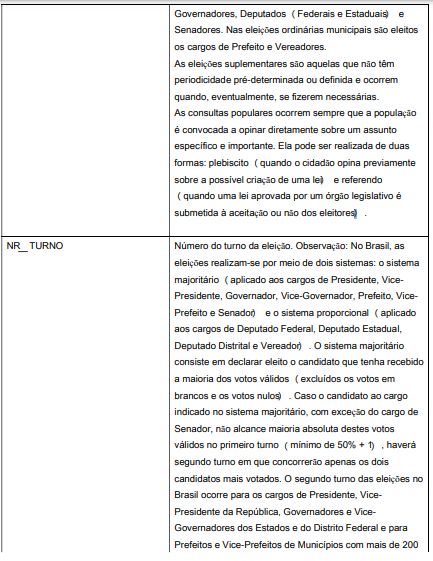 Governadores, Deputados (Federais e Estaduais) e
Senadores. Nas eleições ordinárias municipais são eleitos
os cargos de Prefeito e Vereadores.
As eleições suplementares são aquelas que não têm
periodicidade pré-determinada ou definida e ocorrem
quando, eventualmente, se fizerem necessárias.
As consultas populares ocorrem sempre que a população
é convocada a opinar diretamente sobre um assunto
específico e importante. Ela pode ser realizada de duas
formas: plebiscito (quando o cidadão opina previamente
sobre a possível criação de uma lei) e referendo
(quando uma lei aprovada por um órgão legislativo é
submetida à aceitação ou não dos eleitores).
NR_TURNO
Número do turno da eleição. Observação: No Brasil, as
eleições realizam-se por meio de dois sistemas: o sistema
majoritário (aplicado aos cargos de Presidente, Vice-
Presidente, Governador, Vice-Governador, Prefeito, Vice-
Prefeito e Senador) e o sistema proporcional (aplicado
aos cargos de Deputado Federal, Deputado Estadual,
Deputado Distrital e Vereador). O sistema majoritário
consiste em declarar eleito o candidato que tenha recebido
a maioria dos votos válidos (excluídos os votos em
brancos e os votos nulos). Caso o candidato ao cargo
indicado no sistema majoritário, com exceção do cargo de
Senador, não alcance maioria absoluta destes votos
válidos no primeiro turno (mínimo de 50% + 1), haverá
segundo turno em que concorrerão apenas os dois
candidatos mais votados. O segundo turno das eleições no
Brasil ocorre para os cargos de Presidente, Vice-
Presidente da República, Governadores e Vice-
Governadores dos Estados e do Distrito Federal e para
Prefeitos e Vice-Prefeitos de Municípios com mais de 200